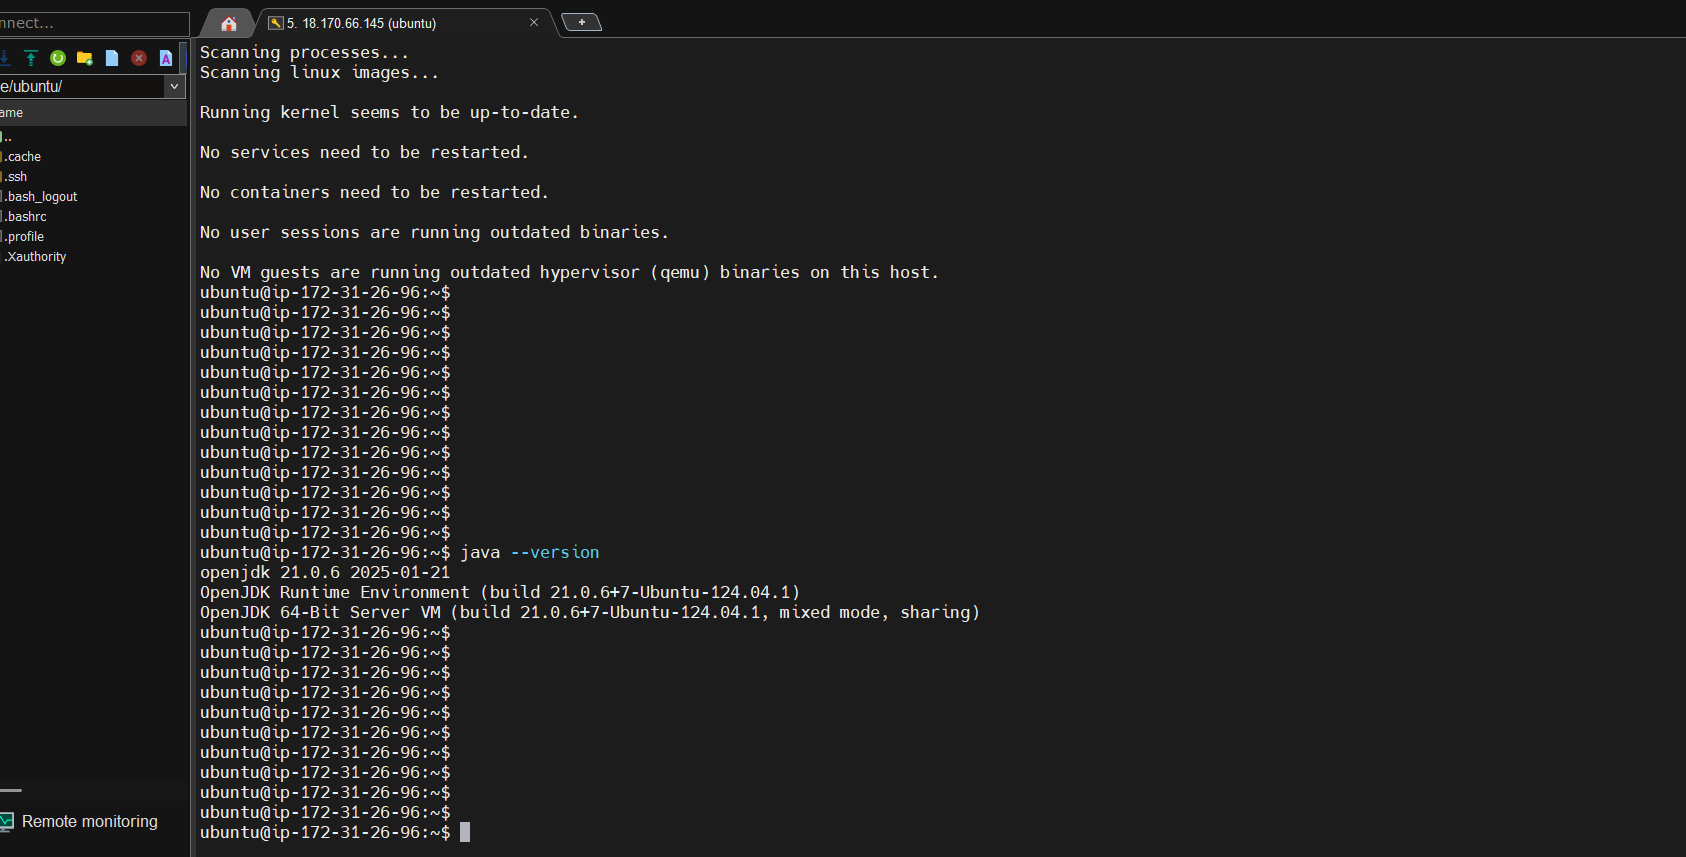 nnect...
5. 18.170.66.145 (ubuntu)
e/ubuntu/
ame
..
.cache
.ssh
.bash_logout
.bashrc
.profile
.Xauthority
Remote monitoring
Scanning processes...
Scanning linux images...
Running kernel seems to be up-to-date.
No services need to be restarted.
No containers need to be restarted.
No user sessions are running outdated binaries.
No VM guests are running outdated hypervisor (qemu) binaries on this host.
ubuntu@ip-172-31-26-96:~$
ubuntu@ip-172-31-26-96:~$
ubuntu@ip-172-31-26-96:~$
ubuntu@ip-172-31-26-96:~$
ubuntu@ip-172-31-26-96:~$
ubuntu@ip-172-31-26-96:~$
ubuntu@ip-172-31-26-96:~$
ubuntu@ip-172-31-26-96:~$
ubuntu@ip-172-31-26-96:~$
ubuntu@ip-172-31-26-96:~$
ubuntu@ip-172-31-26-96:~$
ubuntu@ip-172-31-26-96:~$
ubuntu@ip-172-31-26-96:~$
ubuntu@ip-172-31-26-96:~$ java --version
openjdk 21.0.6 2025-01-21
OpenJDK Runtime Environment (build 21.0.6+7-Ubuntu-124.04.1)
OpenJDK 64-Bit Server VM (build 21.0.6+7-Ubuntu-124.04.1, mixed mode, sharing)
ubuntu@ip-172-31-26-96:~$
ubuntu@ip-172-31-26-96:~$
ubuntu@ip-172-31-26-96:~$
ubuntu@ip-172-31-26-96:~$
ubuntu@ip-172-31-26-96:~$
ubuntu@ip-172-31-26-96:~$
ubuntu@ip-172-31-26-96:~$
ubuntu@ip-172-31-26-96:~$
ubuntu@ip-172-31-26-96:~$
ubuntu@ip-172-31-26-96:~$
ubuntu@ip-172-31-26-96:~$